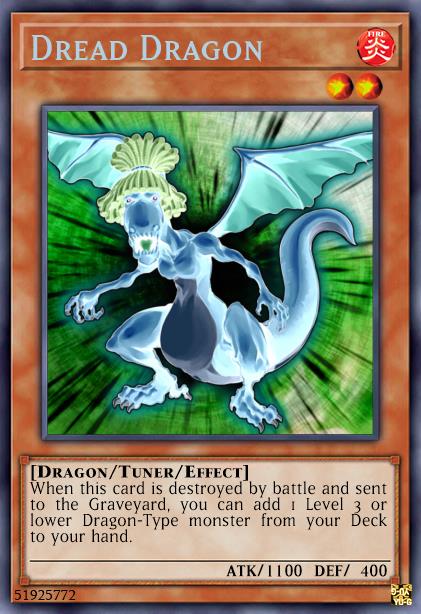 Dread Dragon
FIRE
炎
[Dragon/Tuner/Effect]
When this card is destroyed by battle and sent
to the Graveyard, you can add 1 Level 3 or
lower Dragon-Type monster from your Deck
to your hand.
ATK/1100 DEF/ 400
51925772